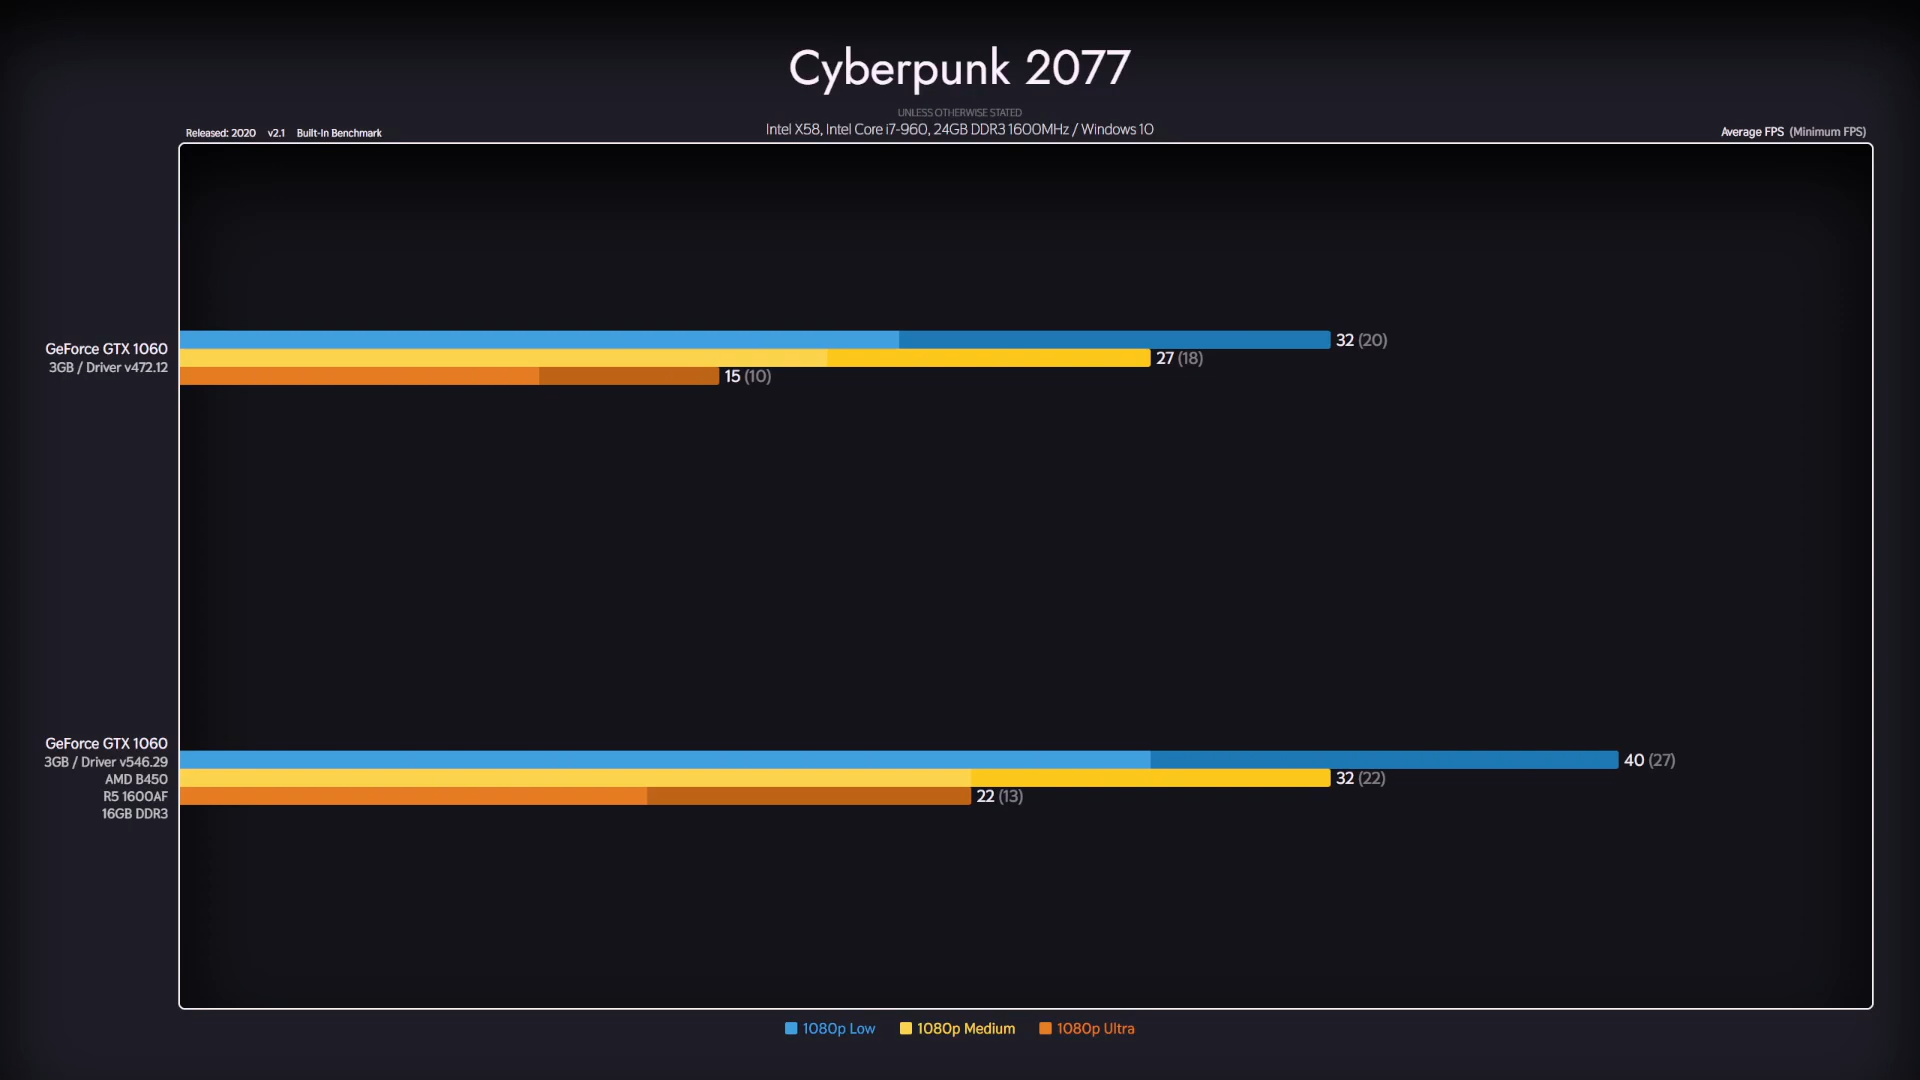 Cyberpunk 2077
UNLESS OTHERWISE STATED
Intel X58, Intel Core i7-960, 24GB DDR3 1600MHz / Windows 10
Released: 2020 v2.1 Built-In Benchmark
Average FPS (Minimum FPS)
GeForce GTX 1060
3GB / Driver v472.12
32 (20)
27 (18)
15 (10)
GeForce GTX 1060
3GB / Driver v546.29
AMD B450
R5 1600AF
16GB DDR3
40 (27)
32 (22)
22 (13)
1080p Low 1080p Medium 1080p Ultra